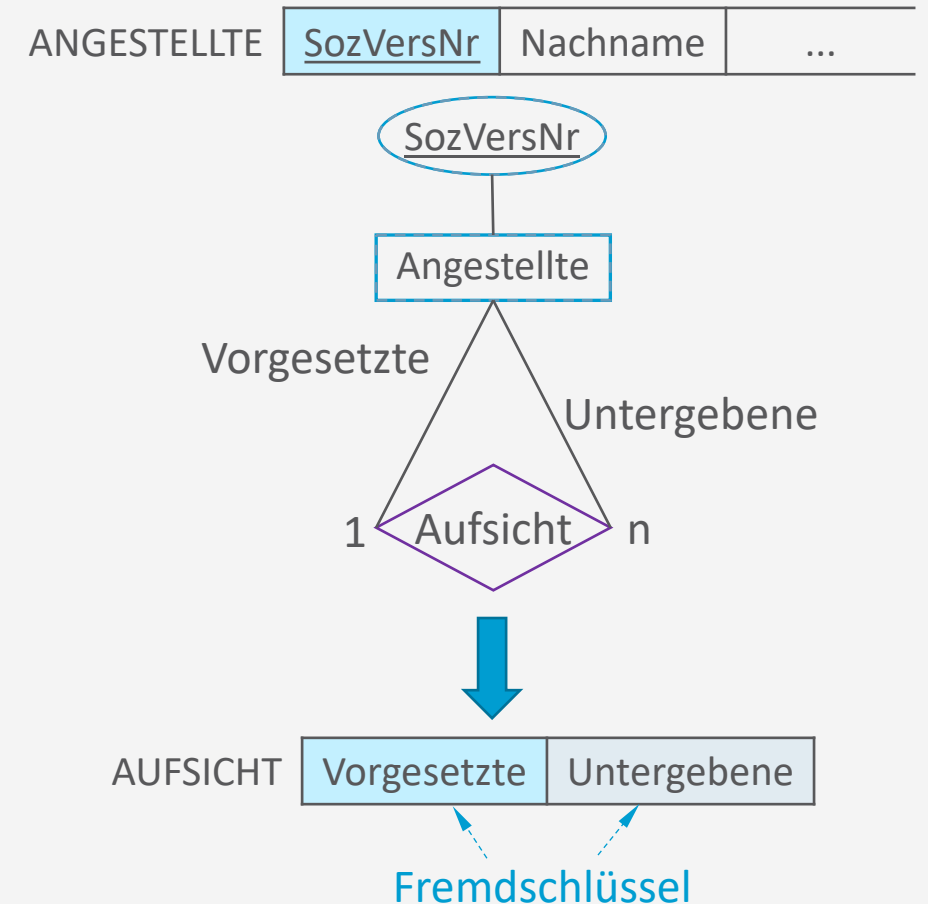 ANGESTELLTE SozVersNr Nachname ...
SozVersNr
Angestellte
Vorgesetzte
Untergebene
1 Aufsicht n
AUFSICHT Vorgesetzte Untergebene
Fremdschlüssel